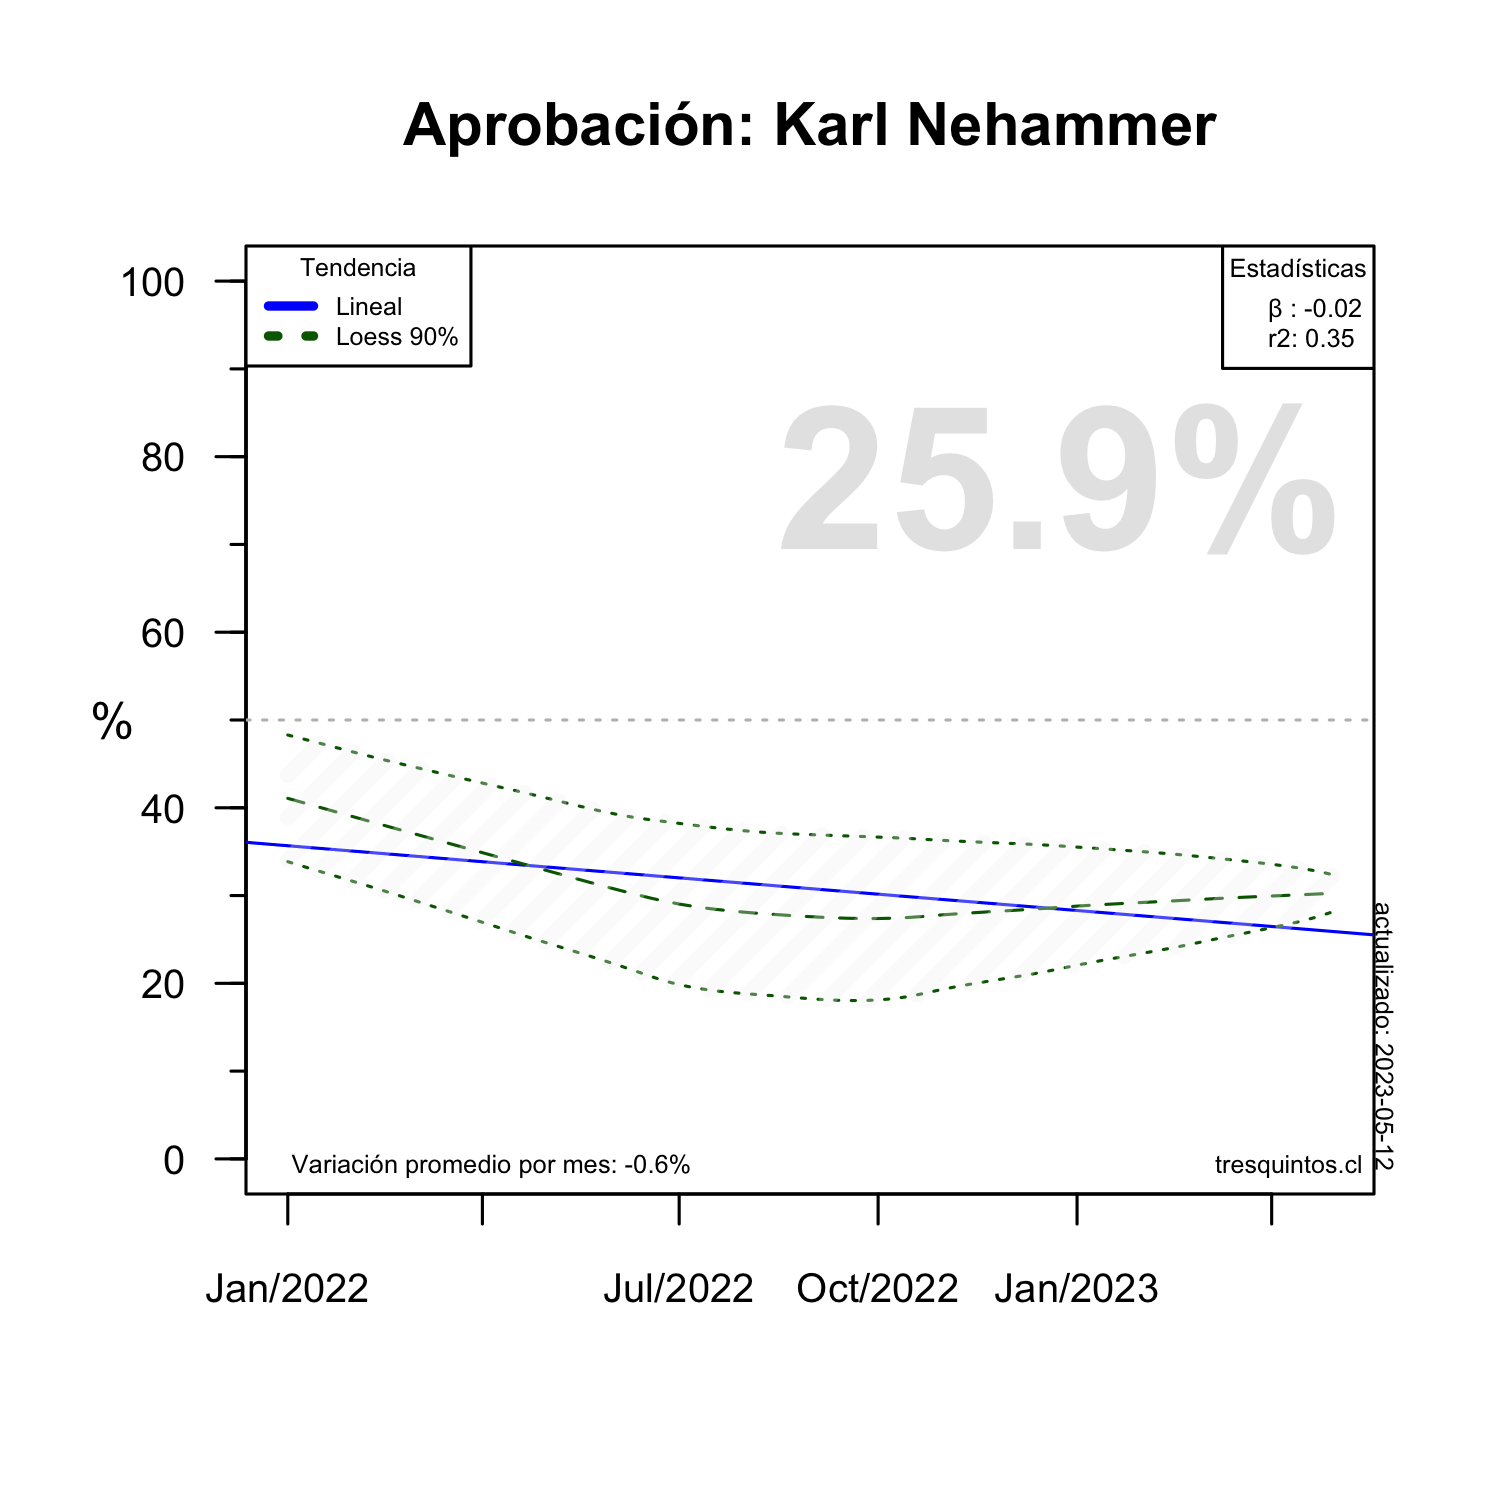 Aprobación: Karl Nehammer
Tendencia
Lineal
Loess 90%
Estadísticas
β : -0.02
r2: 0.35
25.9%
100
80
60
%
40
20
0
actualizado: 2023-05-12
Variación promedio por mes: -0.6%
tresquintos.cl
Jan/2022 Jul/2022 Oct/2022 Jan/2023